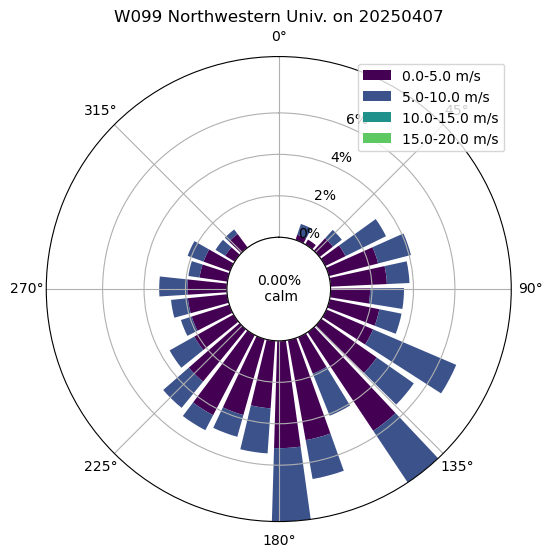 W099 Northwestern Univ. on 20250407
0°
0.0-5.0 m/s
5.0-10.0 m/s
10.0-15.0 m/s
15.0-20.0 m/s
315°
45°
6%
4%
2%
0%
0.00%
calm
270°
90°
225°
135°
180°